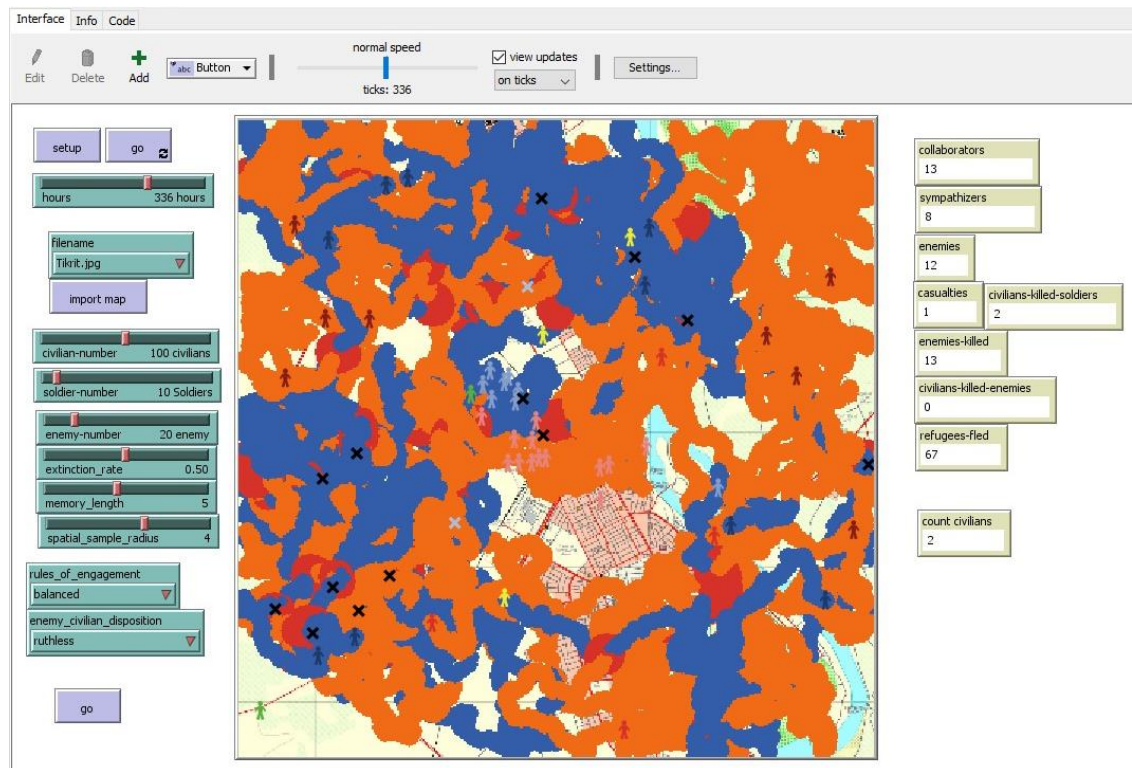 Interface Info Code
Edit
Delete
Add
abc Button
normal speed
ticks: 336
view updates
on ticks
Settings...
setup
go
hours 336 hours
filename
Tikrit.jpg
import map
civilian-number 100 civilians
soldier-number 10 Soldiers
enemy-number 20 enemy
extinction_rate 0.50
memory_length 5
spatial_sample_radius 4
rules_of_engagement
balanced
enemy_civilian_disposition
ruthless
go
collaborators
13
sympathizers
8
enemies
12
casualties
1
civilians-killed-soldiers
2
enemies-killed
13
civilians-killed-enemies
0
refugees-fled
67
count civilians
2